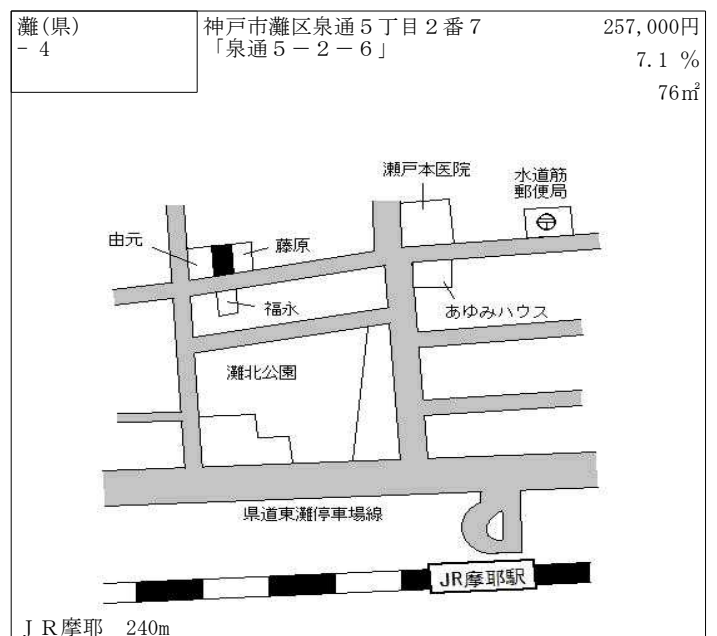 灘(県)
- 4
神戸市灘区泉通５丁目２番７
「泉通５－２－６」
257,000円
7.1 %
76㎡
瀬戸本医院
水道筋
郵便局
由元
藤原
福永
あゆみハウス
灘北公園
県道東灘停車場線
JR摩耶駅
ＪＲ摩耶　240m